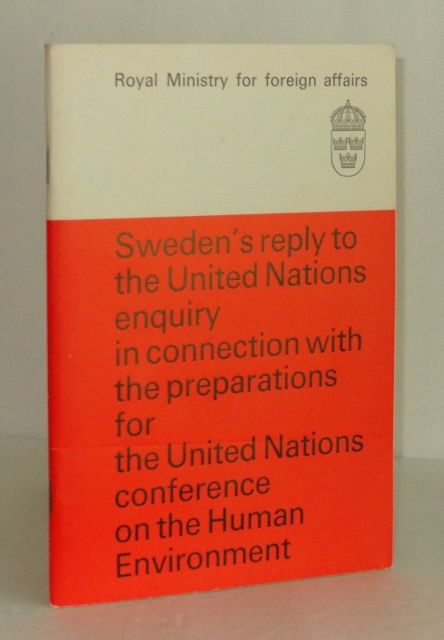 Royal Ministry for foreign affairs
Sweden's reply to
the United Nations
enquiry
in connection with
the preparations
for
the United Nations
conference
on the Human
Environment